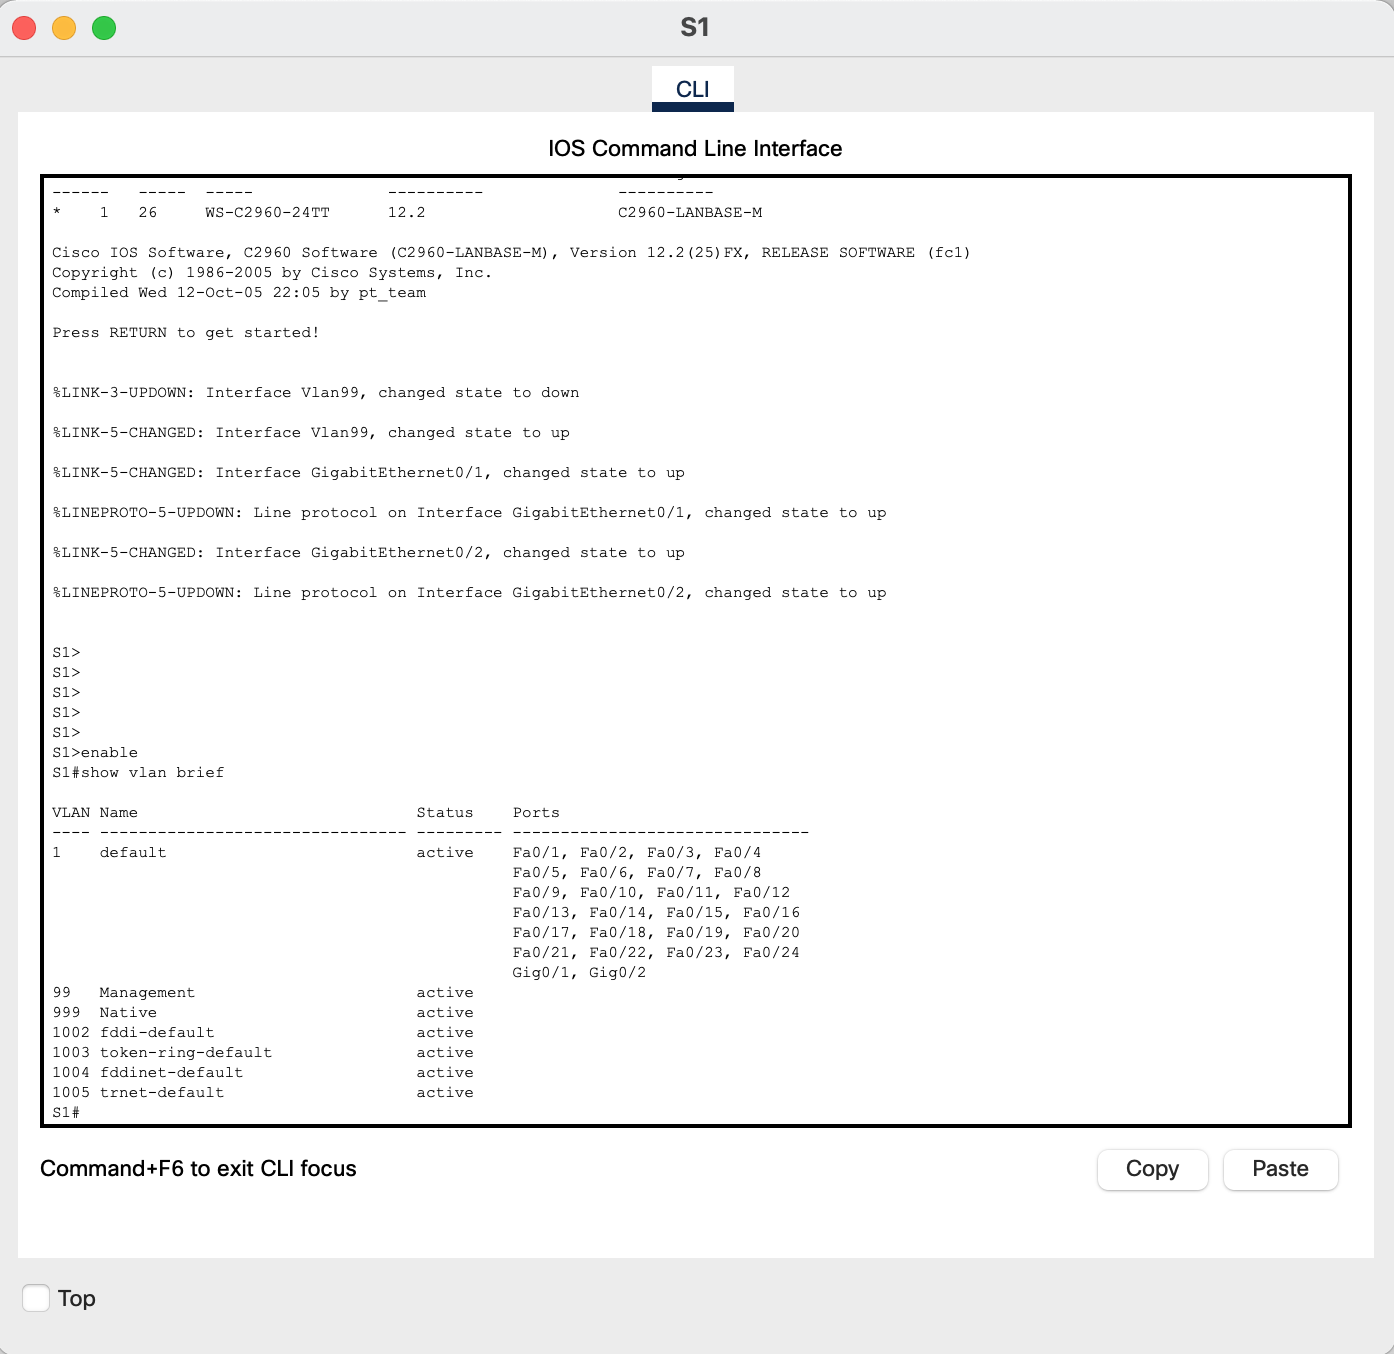 S1
CLI
IOS Command Line Interface
------   -----  -----              ----------              ----------
*    1   26     WS-C2960-24TT      12.2                    C2960-LANBASE-M
Cisco IOS Software, C2960 Software (C2960-LANBASE-M), Version 12.2(25)FX, RELEASE SOFTWARE (fc1)
Copyright (c) 1986-2005 by Cisco Systems, Inc.
Compiled Wed 12-Oct-05 22:05 by pt_team
Press RETURN to get started!
%LINK-3-UPDOWN: Interface Vlan99, changed state to down
%LINK-5-CHANGED: Interface Vlan99, changed state to up
%LINK-5-CHANGED: Interface GigabitEthernet0/1, changed state to up
%LINEPROTO-5-UPDOWN: Line protocol on Interface GigabitEthernet0/1, changed state to up
%LINK-5-CHANGED: Interface GigabitEthernet0/2, changed state to up
%LINEPROTO-5-UPDOWN: Line protocol on Interface GigabitEthernet0/2, changed state to up
S1>
S1>
S1>
S1>
S1>
S1>enable
S1#show vlan brief
VLAN Name                             Status    Ports
---- -------------------------------- --------- -------------------------------
1    default                          active    Fa0/1, Fa0/2, Fa0/3, Fa0/4
                                                Fa0/5, Fa0/6, Fa0/7, Fa0/8
                                                Fa0/9, Fa0/10, Fa0/11, Fa0/12
                                                Fa0/13, Fa0/14, Fa0/15, Fa0/16
                                                Fa0/17, Fa0/18, Fa0/19, Fa0/20
                                                Fa0/21, Fa0/22, Fa0/23, Fa0/24
                                                Gig0/1, Gig0/2
99   Management                       active
999  Native                           active
1002 fddi-default                     active
1003 token-ring-default               active
1004 fddinet-default                  active
1005 trnet-default                    active
S1#
Command+F6 to exit CLI focus
Copy
Paste
Top